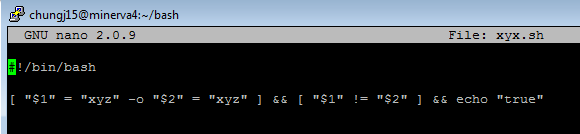 chungj15@minerva4:~/bash
GNU nano 2.0.9 File: xyx.sh
#!/bin/bash
[ "$1" = "xyz" -o "$2" = "xyz" ] && [ "$1" != "$2" ] && echo "true"